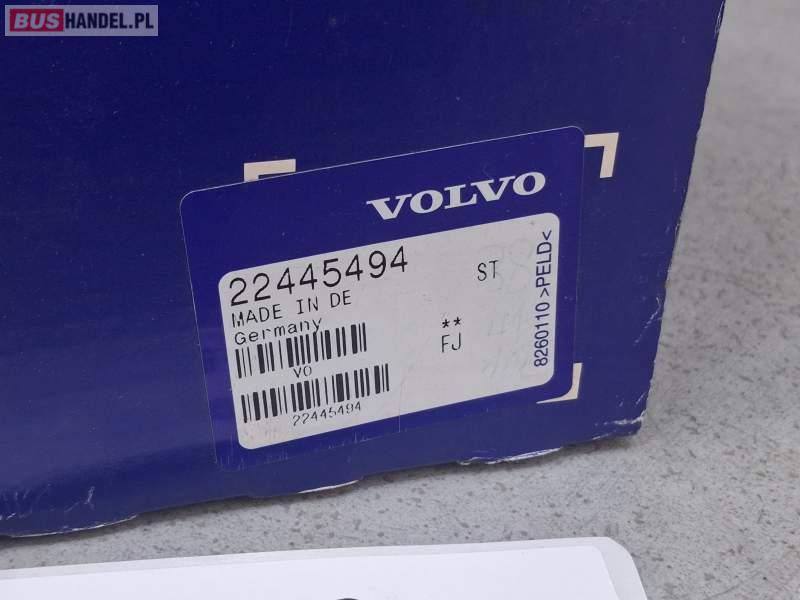 BUSHANDEL.PL
VOLVO
22445494
ST
MADE IN DE
Germany
**
FJ
VO
22445494
8260110 >PELD<